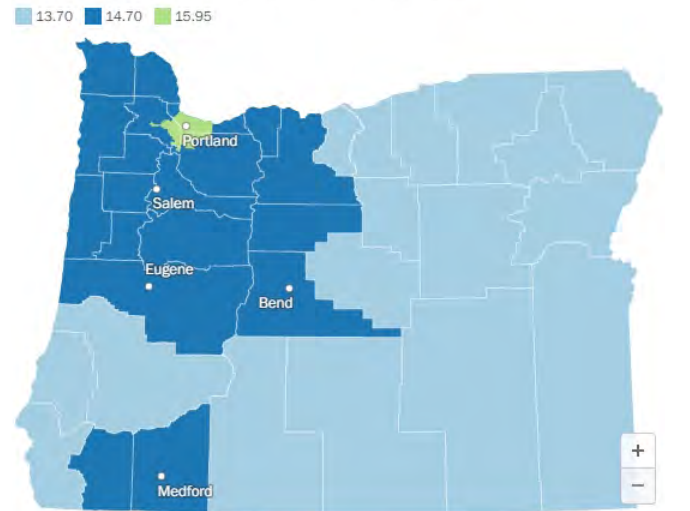 13.70 14.70 15.95
Portland
Salem
Eugene
Bend
Medford
+
−